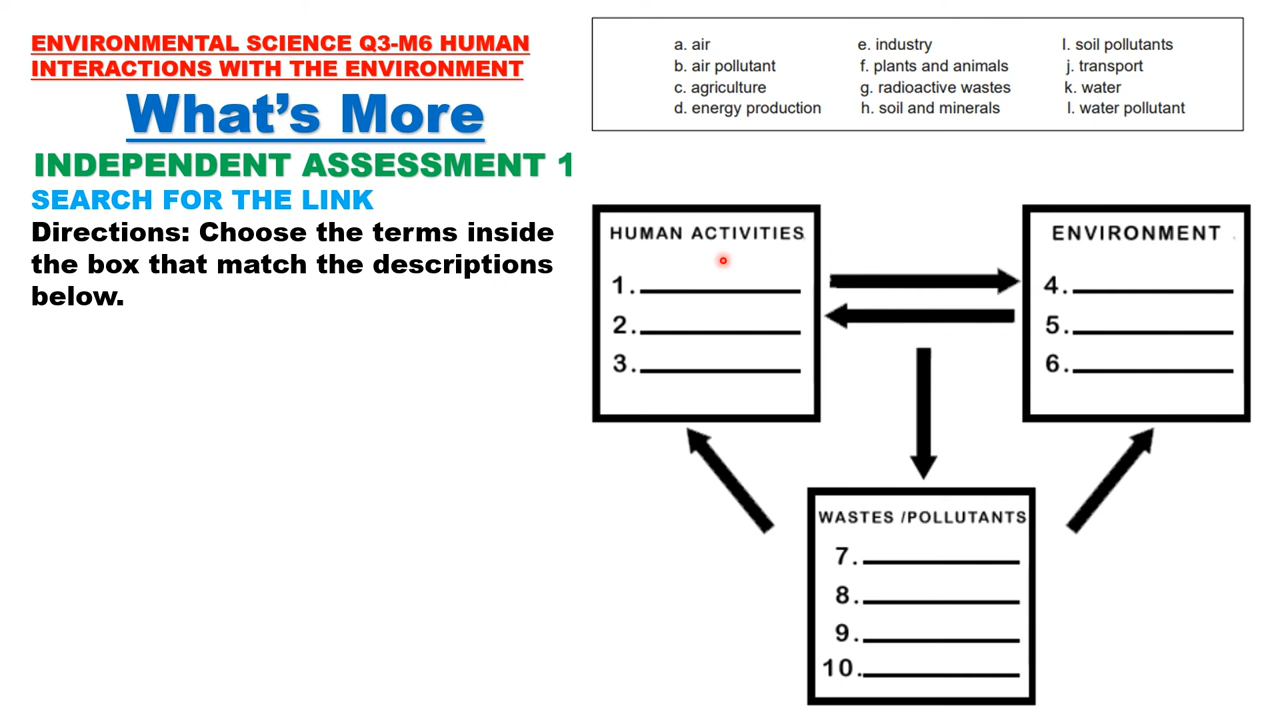 ENVIRONMENTAL SCIENCE Q3-M6 HUMAN
INTERACTIONS WITH THE ENVIRONMENT
What's More
INDEPENDENT ASSESSMENT 1
SEARCH FOR THE LINK
Directions: Choose the terms inside
the box that match the descriptions
below.
a. air
b. air pollutant
c. agriculture
d. energy production
e. industry
f. plants and animals
g. radioactive wastes
h. soil and minerals
I. soil pollutants
j. transport
k. water
l. water pollutant
HUMAN ACTIVITIES
1.
2.
3.
ENVIRONMENT
4.
5.
6.
WASTES /POLLUTANTS
7.
8.
9.
10.